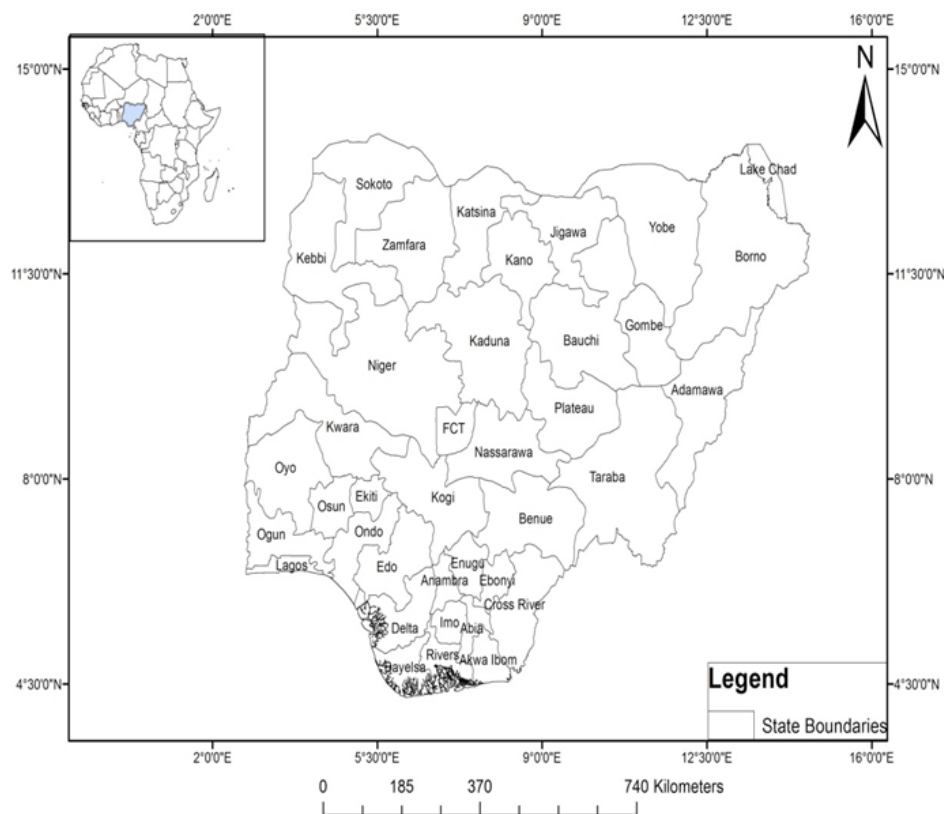 2°0'0"E 5°30'0"E 9°0'0"E 12°30'0"E 16°0'0"E
15°0'0"N 15°0'0"N
N
Lake Chad
Sokoto
Katsina
Jigawa
Yobe
Zamfara
Kebbi
Kano
Borno
11°30'0"N 11°30'0"N
Gombe
Kaduna
Bauchi
Niger
Adamawa
Plateau
Kwara
FCT
Nassarawa
Oyo
Taraba
8°0'0"N 8°0'0"N
Ekiti
Kogi
Osun
Benue
Ogun
Ondo
Lagos
Edo
Enugu
Anambra
Ebonyi
Cross River
Delta
Imo
Abia
Rivers
Akwa Ibom
Bayelsa
4°30'0"N 4°30'0"N
Legend
State Boundaries
2°0'0"E 5°30'0"E 9°0'0"E 12°30'0"E 16°0'0"E
0 185 370 740 Kilometers